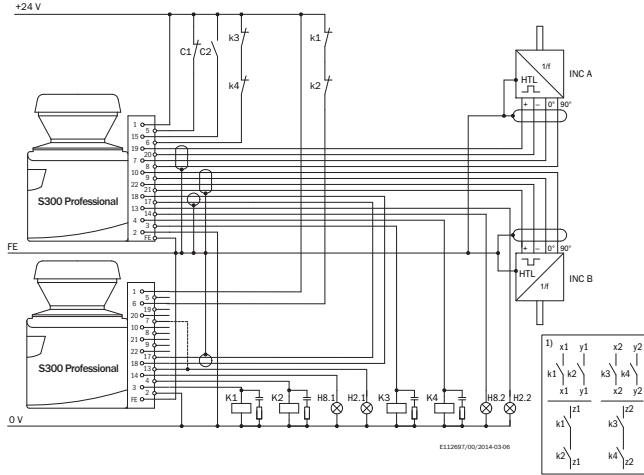 +24 V
C1 C2 k3 k1
k4 k2
INC A
1/f
HTL
+ – 0° 90°
S300 Professional
1
5
15
6
19
20
7
8
10
9
22
21
18
17
13
14
4
3
2
FE
FE
+ – 0° 90°
HTL
INC B
1/f
S300 Professional
1
5
6
19
20
7
10
8
21
9
22
17
18
13
14
4
3
2
FE
K1 K2 H8.1 H2.1 K3 K4 H8.2 H2.2
0 V
E112697/00/2014-03-06
1) x1 y1 x2 y2
k1 k2 k3 k4
x1 y1 x2 y2
z1 z2
k1 k3
k2 k4
z1 z2